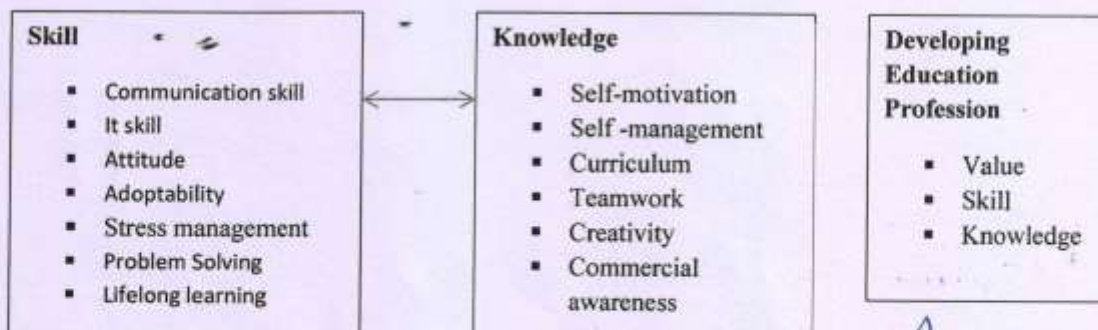 Skill
▪ Communication skill
▪ It skill
▪ Attitude
▪ Adoptability
▪ Stress management
▪ Problem Solving
▪ Lifelong learning
Knowledge
▪ Self-motivation
▪ Self -management
▪ Curriculum
▪ Teamwork
▪ Creativity
▪ Commercial
awareness
Developing
Education
Profession
▪ Value
▪ Skill
▪ Knowledge